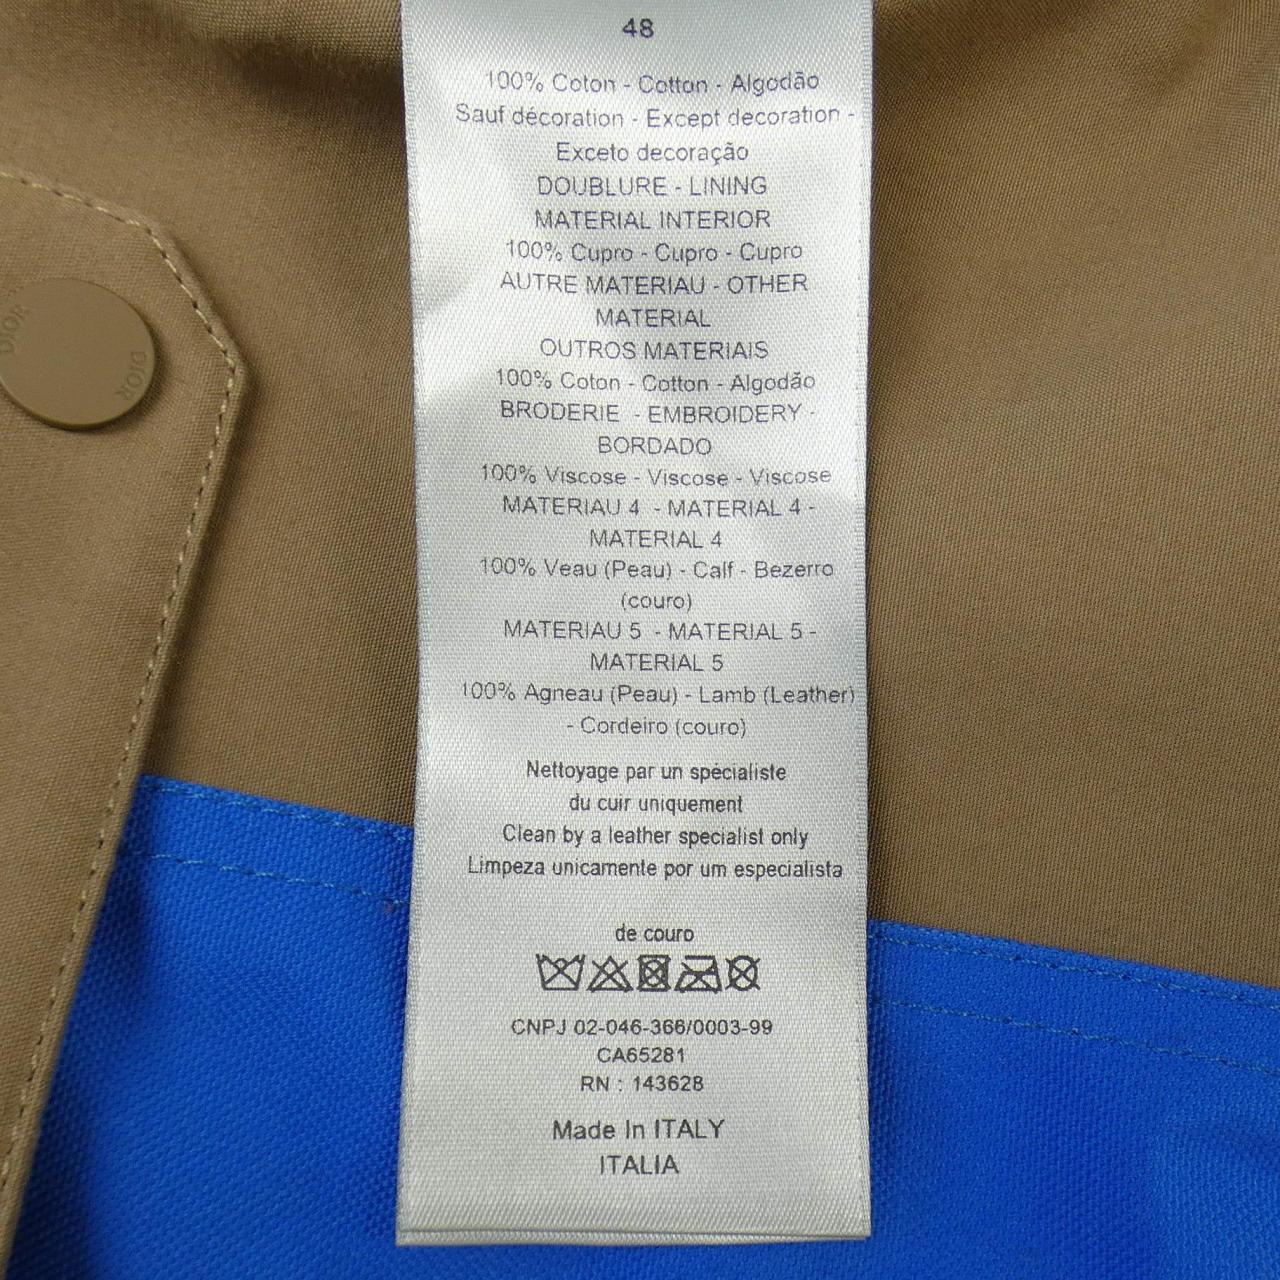 48
100% Coton - Cotton - Algodão
Sauf décoration - Except decoration -
Exceto decoração
DOUBLURE - LINING
MATERIAL INTERIOR
100% Cupro - Cupro - Cupro
AUTRE MATERIAU - OTHER
MATERIAL
OUTROS MATERIAIS
100% Coton - Cotton - Algodão
BRODERIE - EMBROIDERY -
BORDADO
100% Viscose - Viscose - Viscose
MATERIAU 4 - MATERIAL 4 -
MATERIAL 4
100% Veau (Peau) - Calf - Bezerro
(couro)
MATERIAU 5 - MATERIAL 5 -
MATERIAL 5
100% Agneau (Peau) - Lamb (Leather)
- Cordeiro (couro)
Nettoyage par un spécialiste
du cuir uniquement
Clean by a leather specialist only
Limpeza unicamente por um especialista
de couro
CNPJ 02-046-366/0003-99
CA65281
RN : 143628
Made In ITALY
ITALIA
DIOR
DIOR